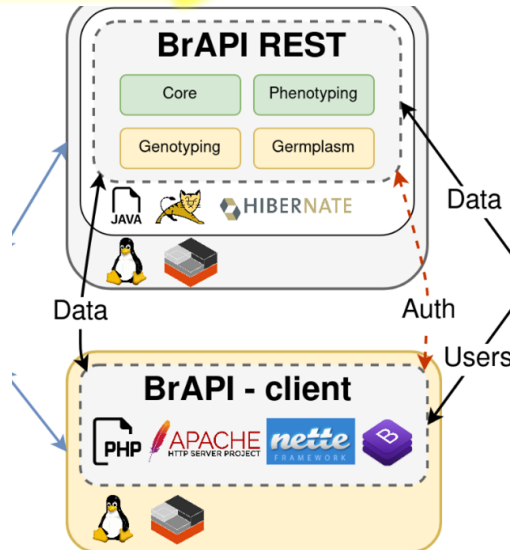 BrAPI REST
Core
Phenotyping
Genotyping
Germplasm
JAVA
HIBERNATE
Data
Data
Auth
Users
BrAPI - client
PHP
APACHE
HTTP SERVER PROJECT
nette
FRAMEWORK
B